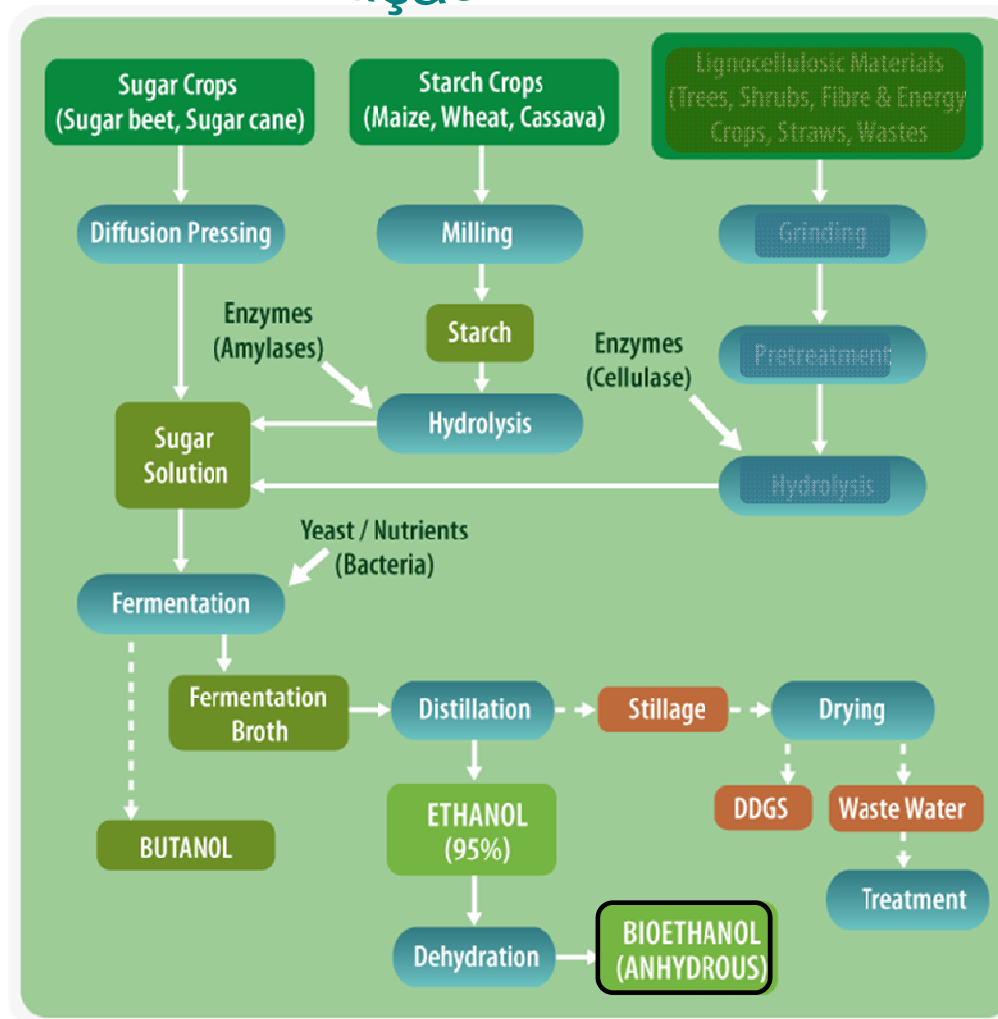 Sugar Crops
(Sugar beet, Sugar cane)
Starch Crops
(Maize, Wheat, Cassava)
Lignocellulosic Materials
(Trees, Shrubs, Fibre & Energy
Crops, Straws, Wastes
Diffusion Pressing
Milling
Grinding
Enzymes
(Amylases)
Starch
Enzymes
(Cellulase)
Pretreatment
Sugar
Solution
Hydrolysis
Hydrolysis
Yeast / Nutrients
(Bacteria)
Fermentation
Fermentation
Broth
Distillation
Stillage
Drying
BUTANOL
ETHANOL
(95%)
DDGS
Waste Water
Treatment
Dehydration
BIOETHANOL
(ANHYDROUS)